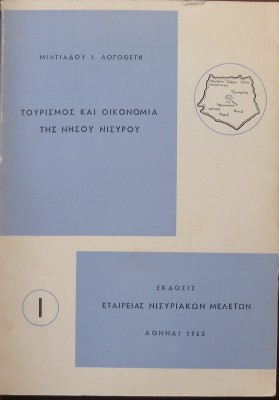 ΜΙΛΤΙΑΔΟΥ Ι. ΛΟΓΟΘΕΤΗ
ΤΟΥΡΙΣΜΟΣ ΚΑΙ ΟΙΚΟΝΟΜΙΑ
ΤΗΣ ΝΗΣΟΥ ΝΙΣΥΡΟΥ
Ι
ΕΚΔΟΣΙΣ
ΕΤΑΙΡΕΙΑΣ ΝΙΣΥΡΙΑΚΩΝ ΜΕΛΕΤΩΝ
ΑΘΗΝΑΙ 1963